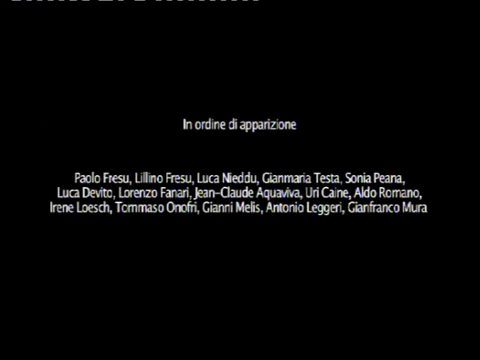 In ordine di apparizione
Paolo Fresu, Lillino Fresu, Luca Nieddu, Gianmaria Testa, Sonia Peana,
Luca Devito, Lorenzo Fanari, Jean-Claude Aquaviva, Uri Caine, Aldo Romano,
Irene Loesch, Tommaso Onofri, Gianni Melis, Antonio Leggeri, Gianfranco Mura